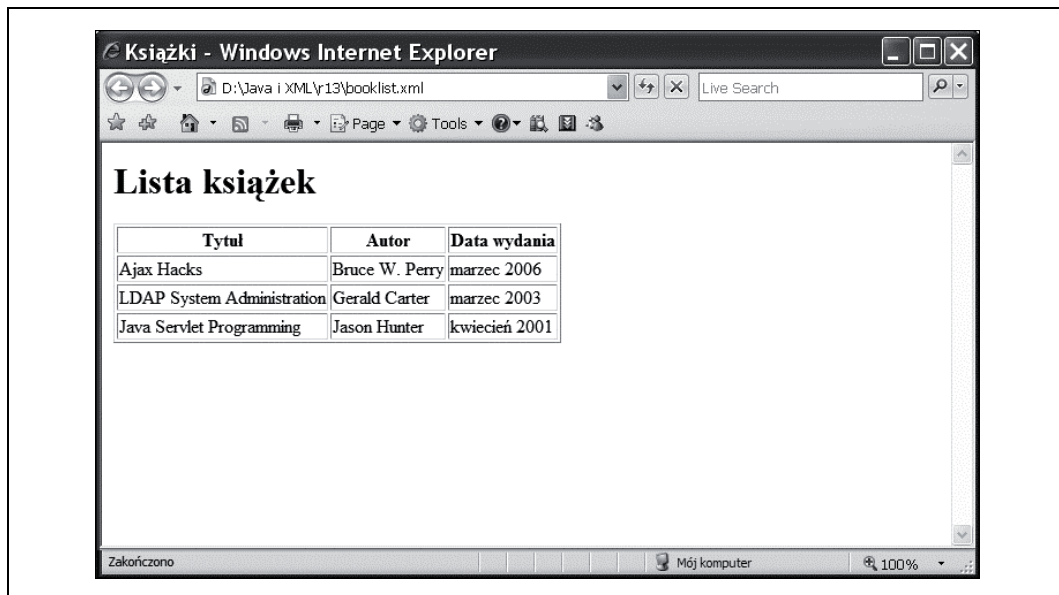 Książki - Windows Internet Explorer
D:\Java i XML\r13\booklist.xml
Live Search
Page Tools
Lista książek
Tytuł Autor Data wydania
Ajax Hacks Bruce W. Perry marzec 2006
LDAP System Administration Gerald Carter marzec 2003
Java Servlet Programming Jason Hunter kwiecień 2001
Zakończono Mój komputer 100%